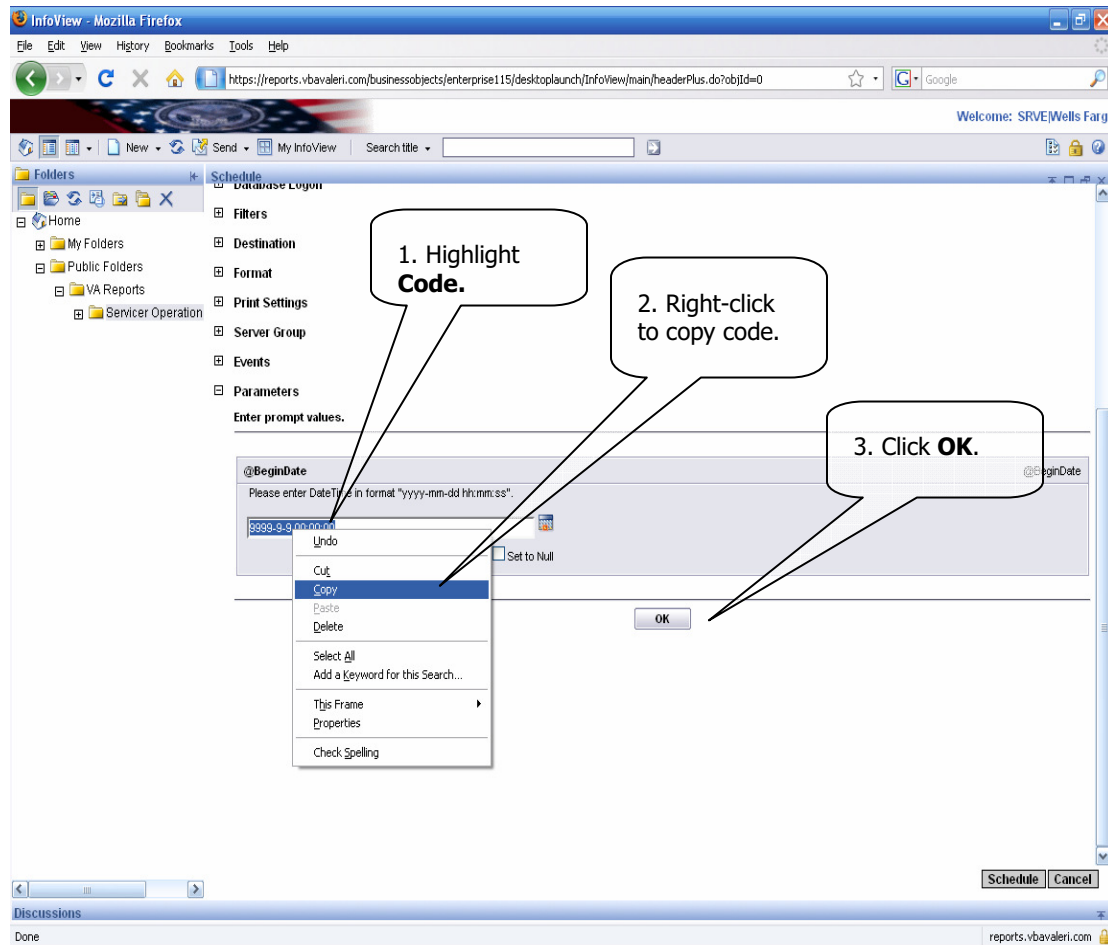 InfoView - Mozilla Firefox
File Edit View History Bookmarks Tools Help
https://reports.vbavaleri.com/businessobjects/enterprise115/desktoplaunch/InfoView/main/headerPlus.do?objId=0
G Google
Welcome: SRVE|Wells Farg
New Send My InfoView Search title
Folders
Schedule
Database Logon
Home
My Folders
Public Folders
VA Reports
Servicer Operation
Filters
Destination
Format
Print Settings
Server Group
Events
Parameters
Enter prompt values.
1. Highlight
Code.
2. Right-click
to copy code.
3. Click OK.
@BeginDate
@BeginDate
Please enter DateTime in format "yyyy-mm-dd hh:mm:ss".
9999-9-9 00:00:00
Set to Null
Undo
Cut
Copy
Paste
Delete
Select All
Add a Keyword for this Search...
This Frame
Properties
Check Spelling
OK
Schedule Cancel
Discussions
Done
reports.vbavaleri.com